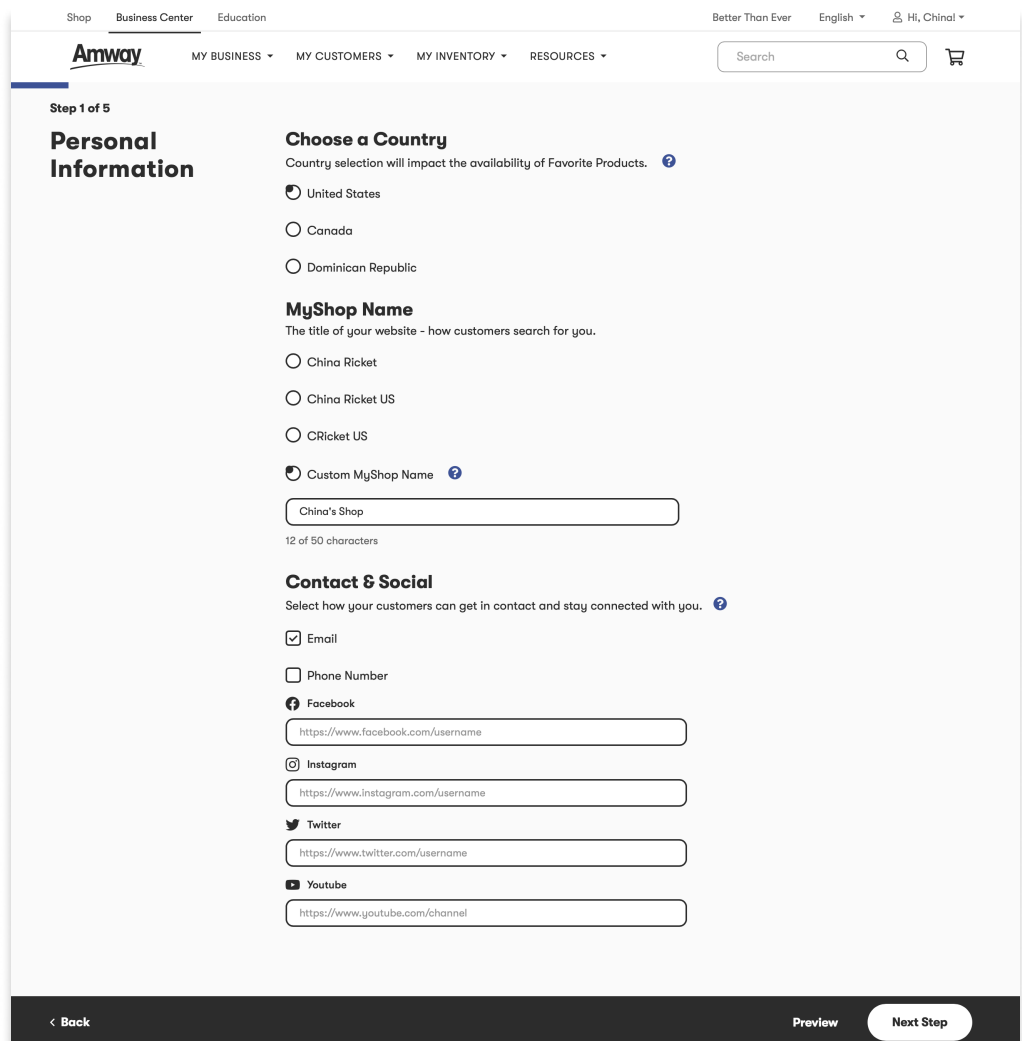 Shop Business Center Education Better Than Ever English Hi, China!
Amway MY BUSINESS MY CUSTOMERS MY INVENTORY RESOURCES Search
Step 1 of 5
Personal
Information
Choose a Country
Country selection will impact the availability of Favorite Products. ?
United States
Canada
Dominican Republic
MyShop Name
The title of your website - how customers search for you.
China Ricket
China Ricket US
CRicket US
Custom MyShop Name ?
China's Shop
12 of 50 characters
Contact & Social
Select how your customers can get in contact and stay connected with you. ?
Email
Phone Number
Facebook
https://www.facebook.com/username
Instagram
https://www.instagram.com/username
Twitter
https://www.twitter.com/username
Youtube
https://www.youtube.com/channel
< Back Preview Next Step